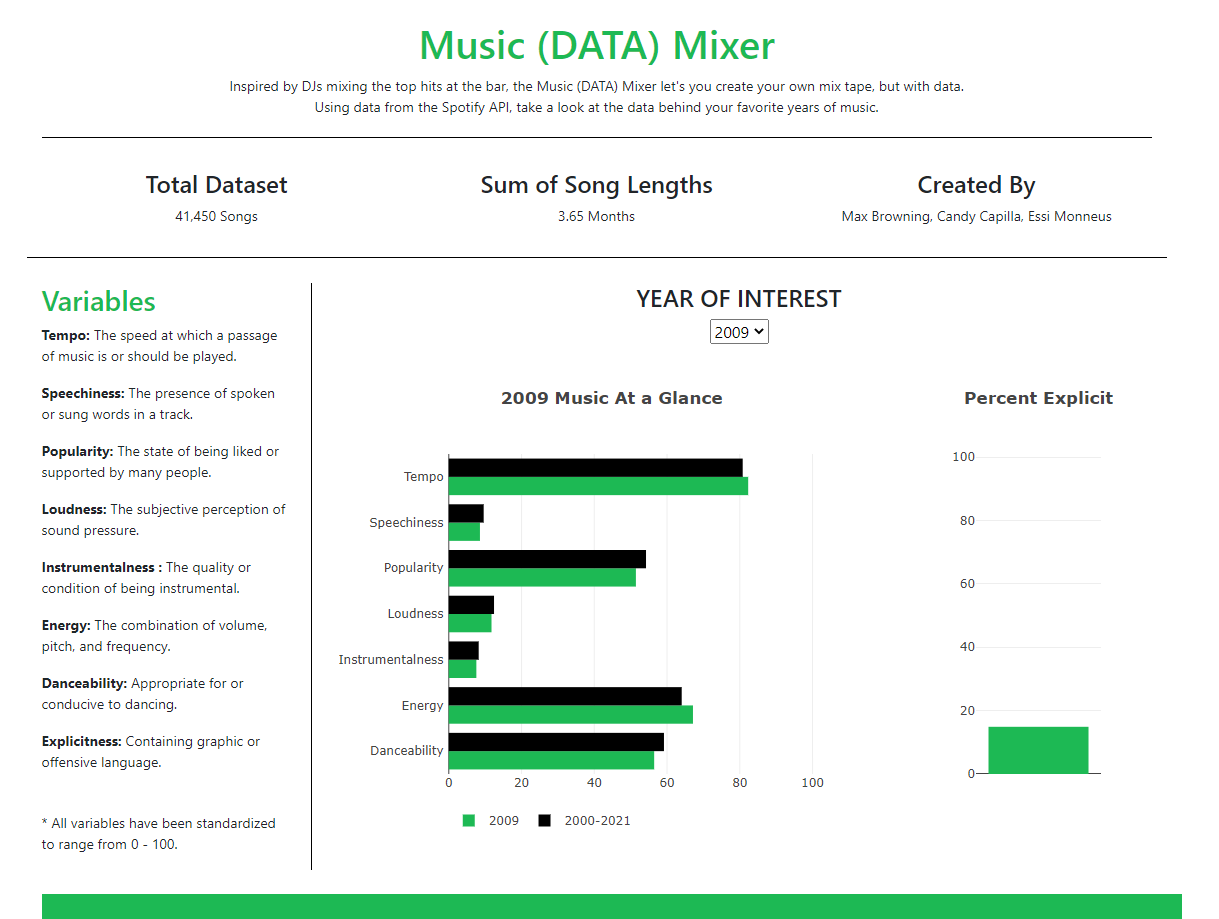 Music (DATA) Mixer
Inspired by DJs mixing the top hits at the bar, the Music (DATA) Mixer let's you create your own mix tape, but with data.
Using data from the Spotify API, take a look at the data behind your favorite years of music.
Total Dataset
41,450 Songs
Sum of Song Lengths
3.65 Months
Created By
Max Browning, Candy Capilla, Essi Monneus
Variables
Tempo: The speed at which a passage
of music is or should be played.
Speechiness: The presence of spoken
or sung words in a track.
Popularity: The state of being liked or
supported by many people.
Loudness: The subjective perception of
sound pressure.
Instrumentalness : The quality or
condition of being instrumental.
Energy: The combination of volume,
pitch, and frequency.
Danceability: Appropriate for or
conducive to dancing.
Explicitness: Containing graphic or
offensive language.
* All variables have been standardized
to range from 0 - 100.
YEAR OF INTEREST
2009
2009 Music At a Glance
Tempo
Speechiness
Popularity
Loudness
Instrumentalness
Energy
Danceability
0 20 40 60 80 100
2009 2000-2021
Percent Explicit
100
80
60
40
20
0